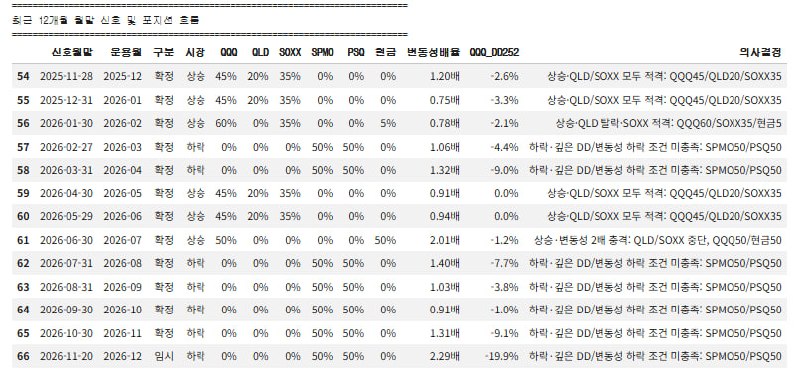 ================================================================
최근 12개월 월말 신호 및 포지션 흐름
================================================================
신호월말 운용월 구분 시장 QQQ QLD SOXX SPMO PSQ 현금 변동성배율 QQQ_DD252 의사결정
54 2025-11-28 2025-12 확정 상승 45% 20% 35% 0% 0% 0% 1.20배 -2.6% 상승·QLD/SOXX 모두 적격: QQQ45/QLD20/SOXX35
55 2025-12-31 2026-01 확정 상승 45% 20% 35% 0% 0% 0% 0.75배 -3.3% 상승·QLD/SOXX 모두 적격: QQQ45/QLD20/SOXX35
56 2026-01-30 2026-02 확정 상승 60% 0% 35% 0% 0% 5% 0.78배 -2.1% 상승·QLD 탈락·SOXX 적격: QQQ60/SOXX35/현금5
57 2026-02-27 2026-03 확정 하락 0% 0% 0% 50% 50% 0% 1.06배 -4.4% 하락·깊은 DD/변동성 하락 조건 미충족: SPMO50/PSQ50
58 2026-03-31 2026-04 확정 하락 0% 0% 0% 50% 50% 0% 1.32배 -9.0% 하락·깊은 DD/변동성 하락 조건 미충족: SPMO50/PSQ50
59 2026-04-30 2026-05 확정 상승 45% 20% 35% 0% 0% 0% 0.91배 0.0% 상승·QLD/SOXX 모두 적격: QQQ45/QLD20/SOXX35
60 2026-05-29 2026-06 확정 상승 45% 20% 35% 0% 0% 0% 0.94배 0.0% 상승·QLD/SOXX 모두 적격: QQQ45/QLD20/SOXX35
61 2026-06-30 2026-07 확정 상승 50% 0% 0% 0% 0% 50% 2.01배 -1.2% 상승·변동성 2배 충격: QLD/SOXX 중단, QQQ50/현금50
62 2026-07-31 2026-08 확정 하락 0% 0% 0% 50% 50% 0% 1.40배 -7.7% 하락·깊은 DD/변동성 하락 조건 미충족: SPMO50/PSQ50
63 2026-08-31 2026-09 확정 하락 0% 0% 0% 50% 50% 0% 1.03배 -3.8% 하락·깊은 DD/변동성 하락 조건 미충족: SPMO50/PSQ50
64 2026-09-30 2026-10 확정 하락 0% 0% 0% 50% 50% 0% 0.91배 -1.0% 하락·깊은 DD/변동성 하락 조건 미충족: SPMO50/PSQ50
65 2026-10-30 2026-11 확정 하락 0% 0% 0% 50% 50% 0% 1.31배 -9.1% 하락·깊은 DD/변동성 하락 조건 미충족: SPMO50/PSQ50
66 2026-11-20 2026-12 임시 하락 0% 0% 0% 50% 50% 0% 2.29배 -19.9% 하락·깊은 DD/변동성 하락 조건 미충족: SPMO50/PSQ50